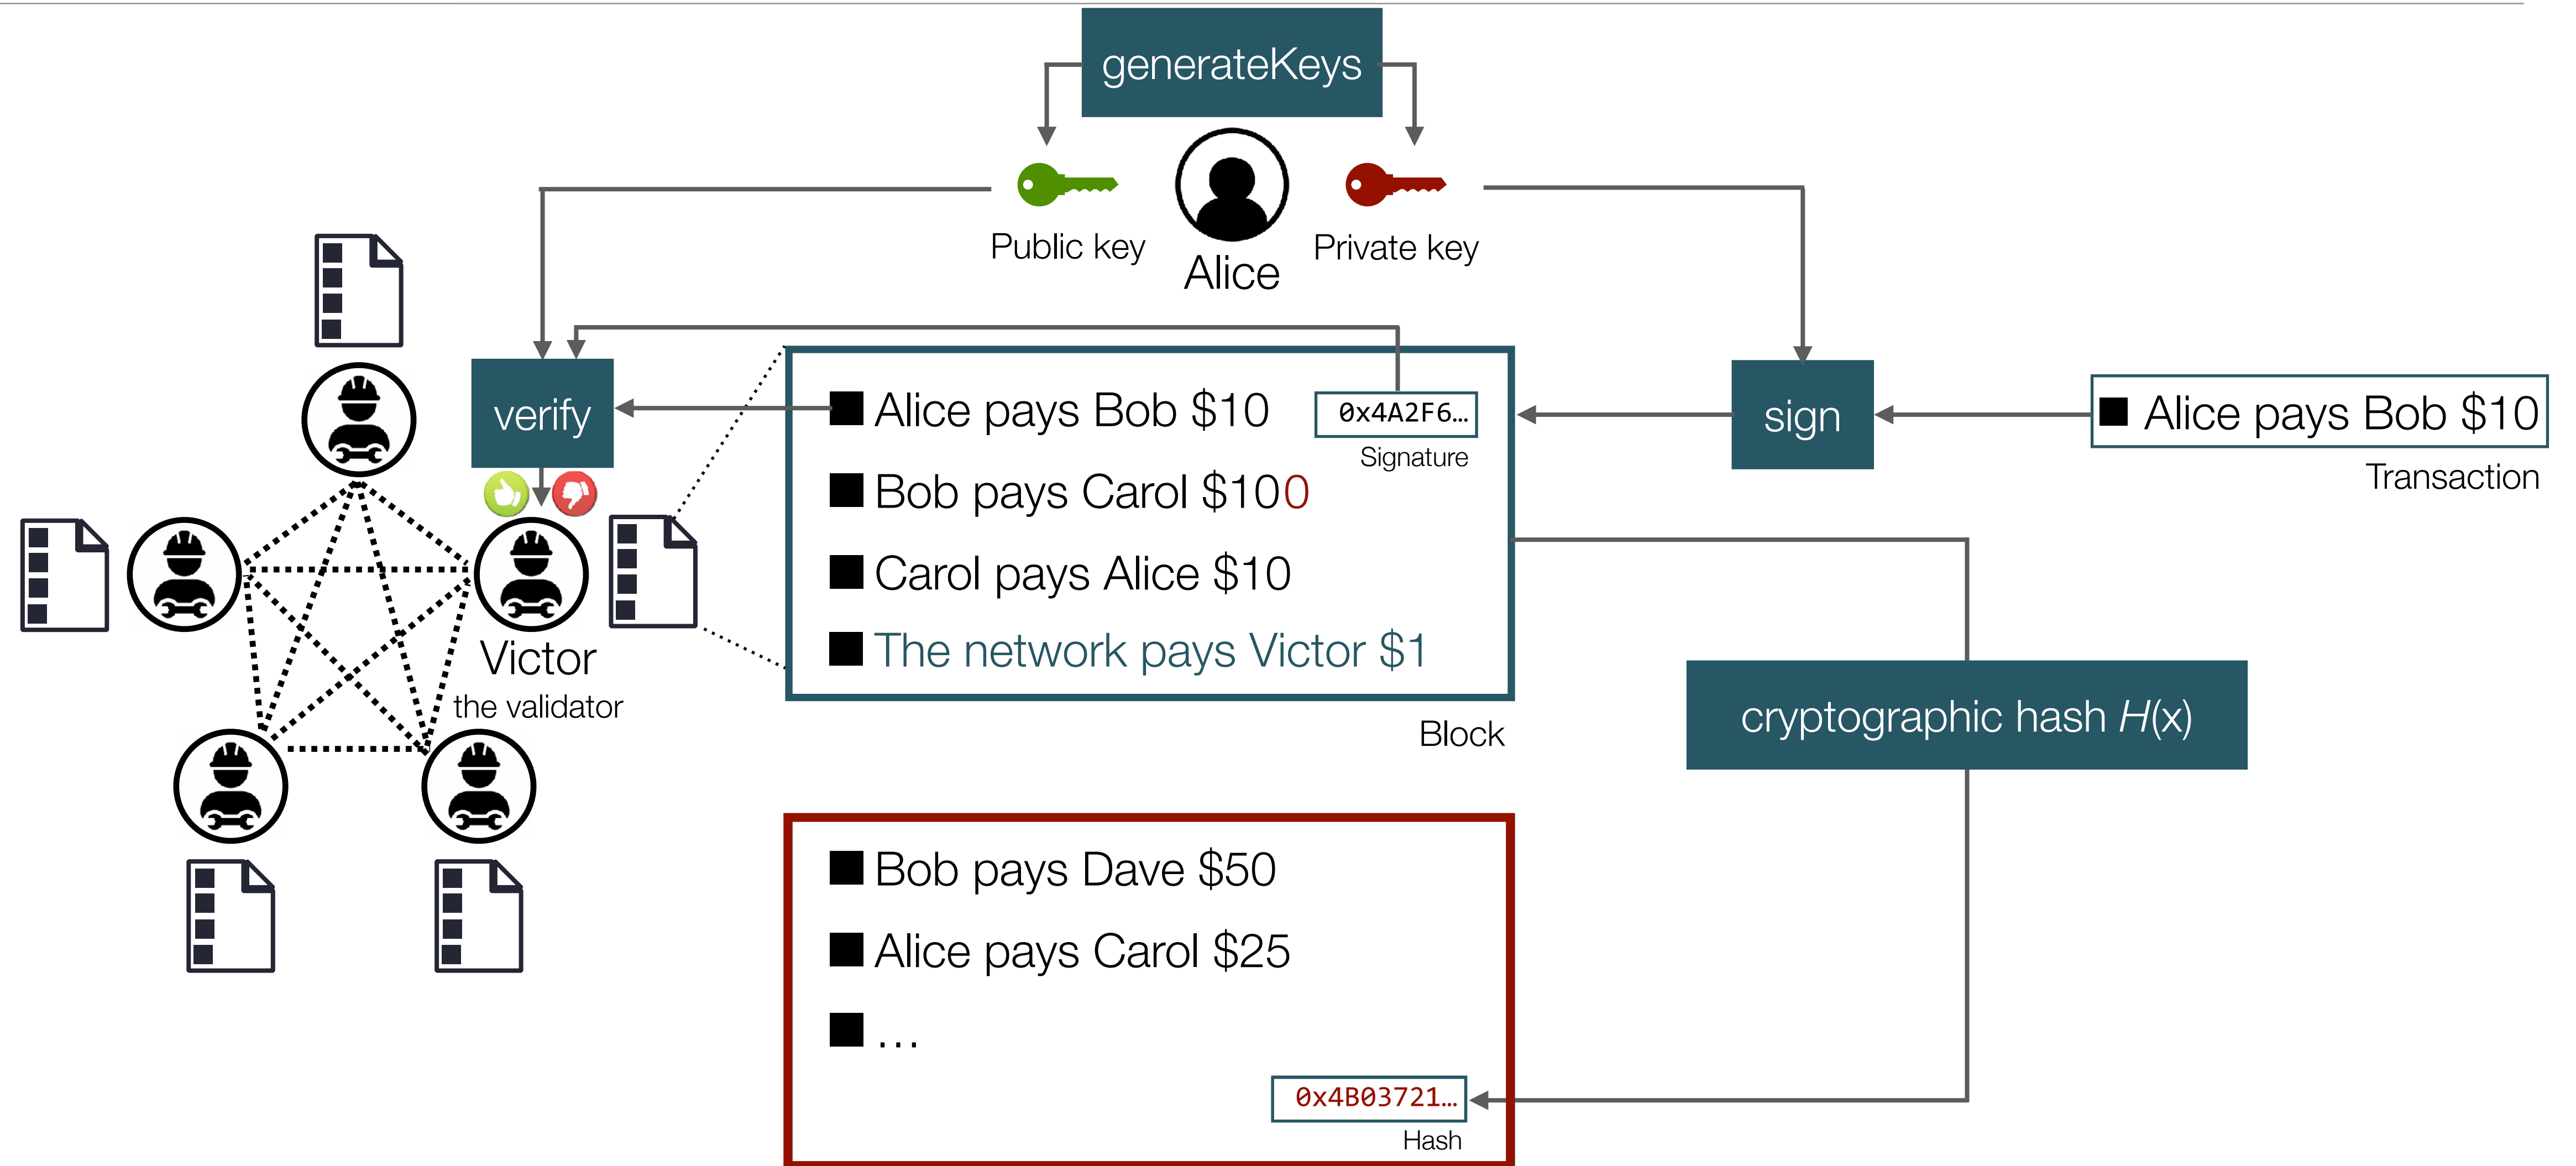 generateKeys
Public key
Alice
Private key
verify
Alice pays Bob $10
0x4A2F6…
Signature
Bob pays Carol $100
Carol pays Alice $10
The network pays Victor $1
Block
sign
Alice pays Bob $10
Transaction
Victor
the validator
cryptographic hash H(x)
Bob pays Dave $50
Alice pays Carol $25
…
0x4B03721…
Hash